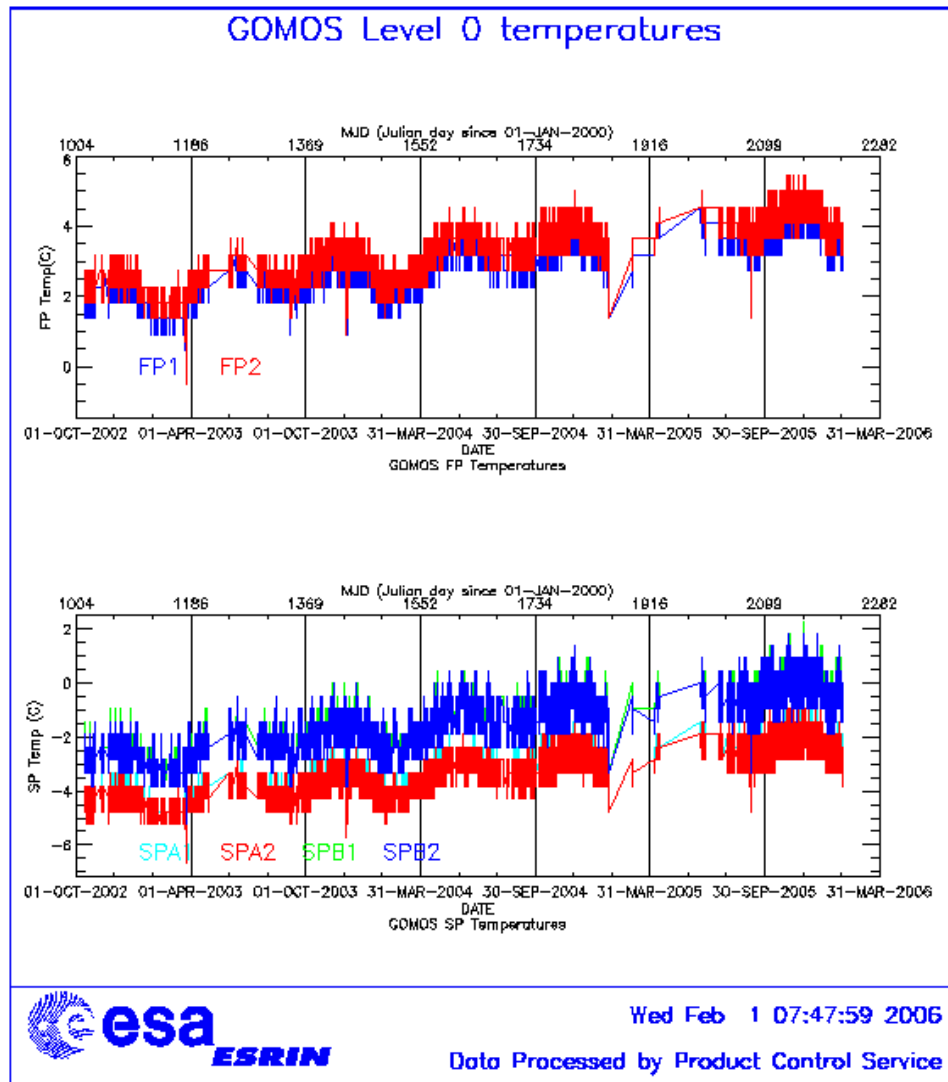 GOMOS Level 0 temperatures
MJD (Julian day since 01-JAN-2000)
1004 1186 1369 1552 1734 1916 2099 2282
6
4
2
0
FP Temp(C)
FP1 FP2
01-OCT-2002 01-APR-2003 01-OCT-2003 31-MAR-2004 30-SEP-2004 31-MAR-2005 30-SEP-2005 31-MAR-2006
DATE
GOMOS FP Temperatures
MJD (Julian day since 01-JAN-2000)
1004 1186 1369 1552 1734 1916 2099 2282
2
0
-2
-4
-6
SP Temp (C)
SPA1 SPA2 SPB1 SPB2
01-OCT-2002 01-APR-2003 01-OCT-2003 31-MAR-2004 30-SEP-2004 31-MAR-2005 30-SEP-2005 31-MAR-2006
DATE
GOMOS SP Temperatures
esa
ESRIN
Wed Feb 1 07:47:59 2006
Data Processed by Product Control Service